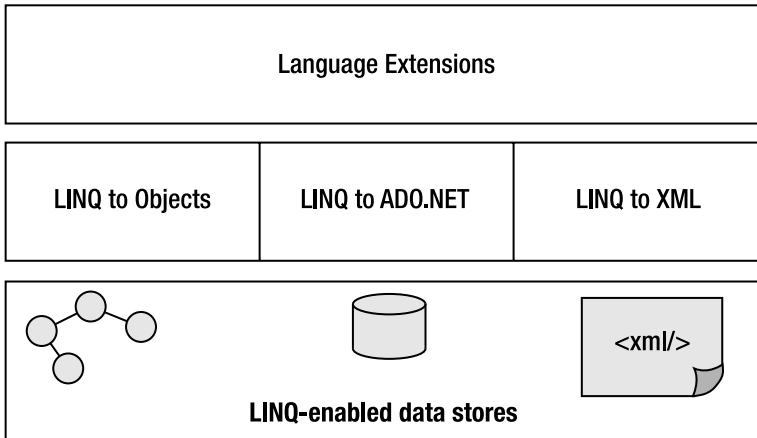 Language Extensions
LINQ to Objects
LINQ to ADO.NET
LINQ to XML
<xml/>
LINQ-enabled data stores